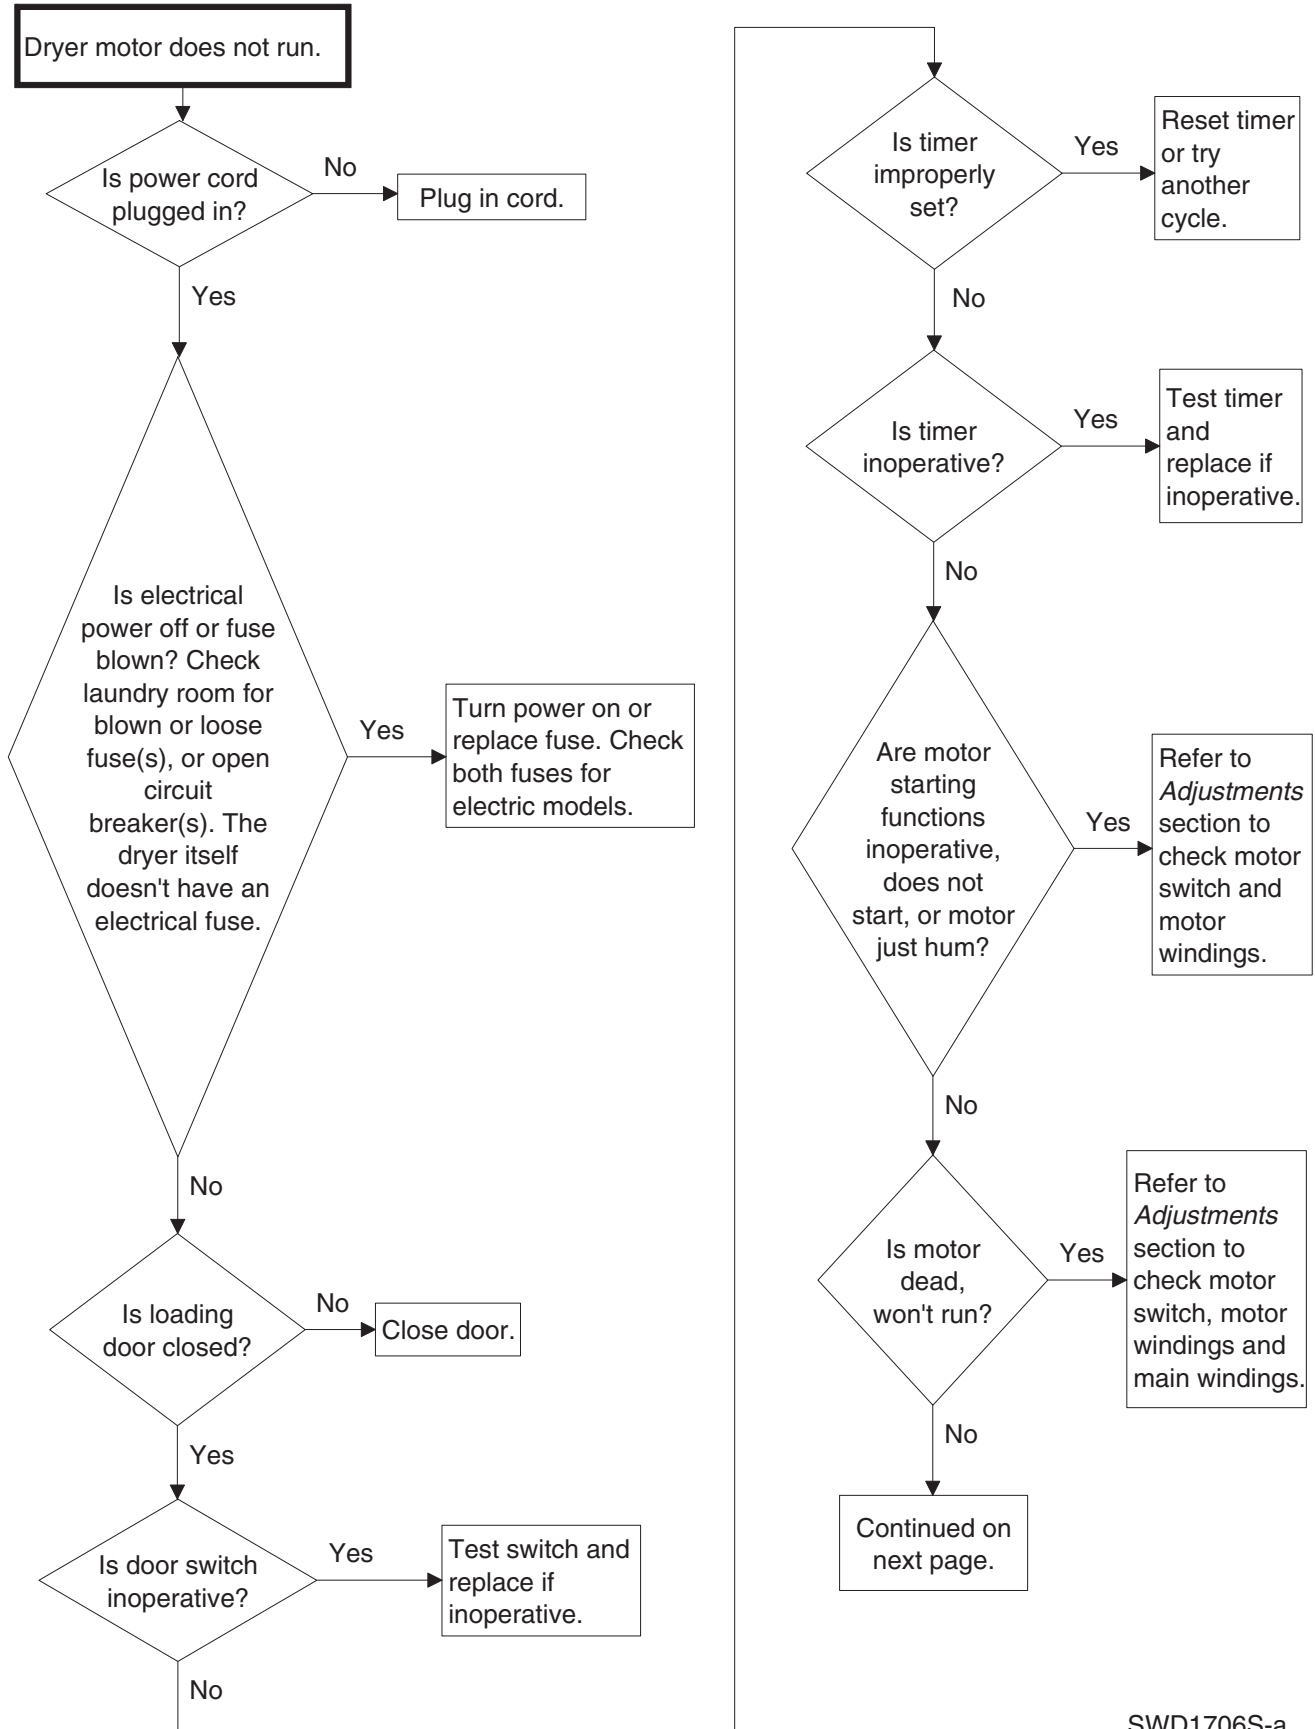 Dryer motor does not run.
Is power cord
plugged in?
No
Plug in cord.
Yes
Is electrical
power off or fuse
blown? Check
laundry room for
blown or loose
fuse(s), or open
circuit
breaker(s). The
dryer itself
doesn't have an
electrical fuse.
Yes
Turn power on or
replace fuse. Check
both fuses for
electric models.
No
Is loading
door closed?
No
Close door.
Yes
Is door switch
inoperative?
Yes
Test switch and
replace if
inoperative.
No
Is timer
improperly
set?
Yes
Reset timer
or try
another
cycle.
No
Is timer
inoperative?
Yes
Test timer
and
replace if
inoperative.
No
Are motor
starting
functions
inoperative,
does not
start, or motor
just hum?
Yes
Refer to
Adjustments
section to
check motor
switch and
motor
windings.
No
Is motor
dead,
won't run?
Yes
Refer to
Adjustments
section to
check motor
switch, motor
windings and
main windings.
No
Continued on
next page.
SWD1706S-a